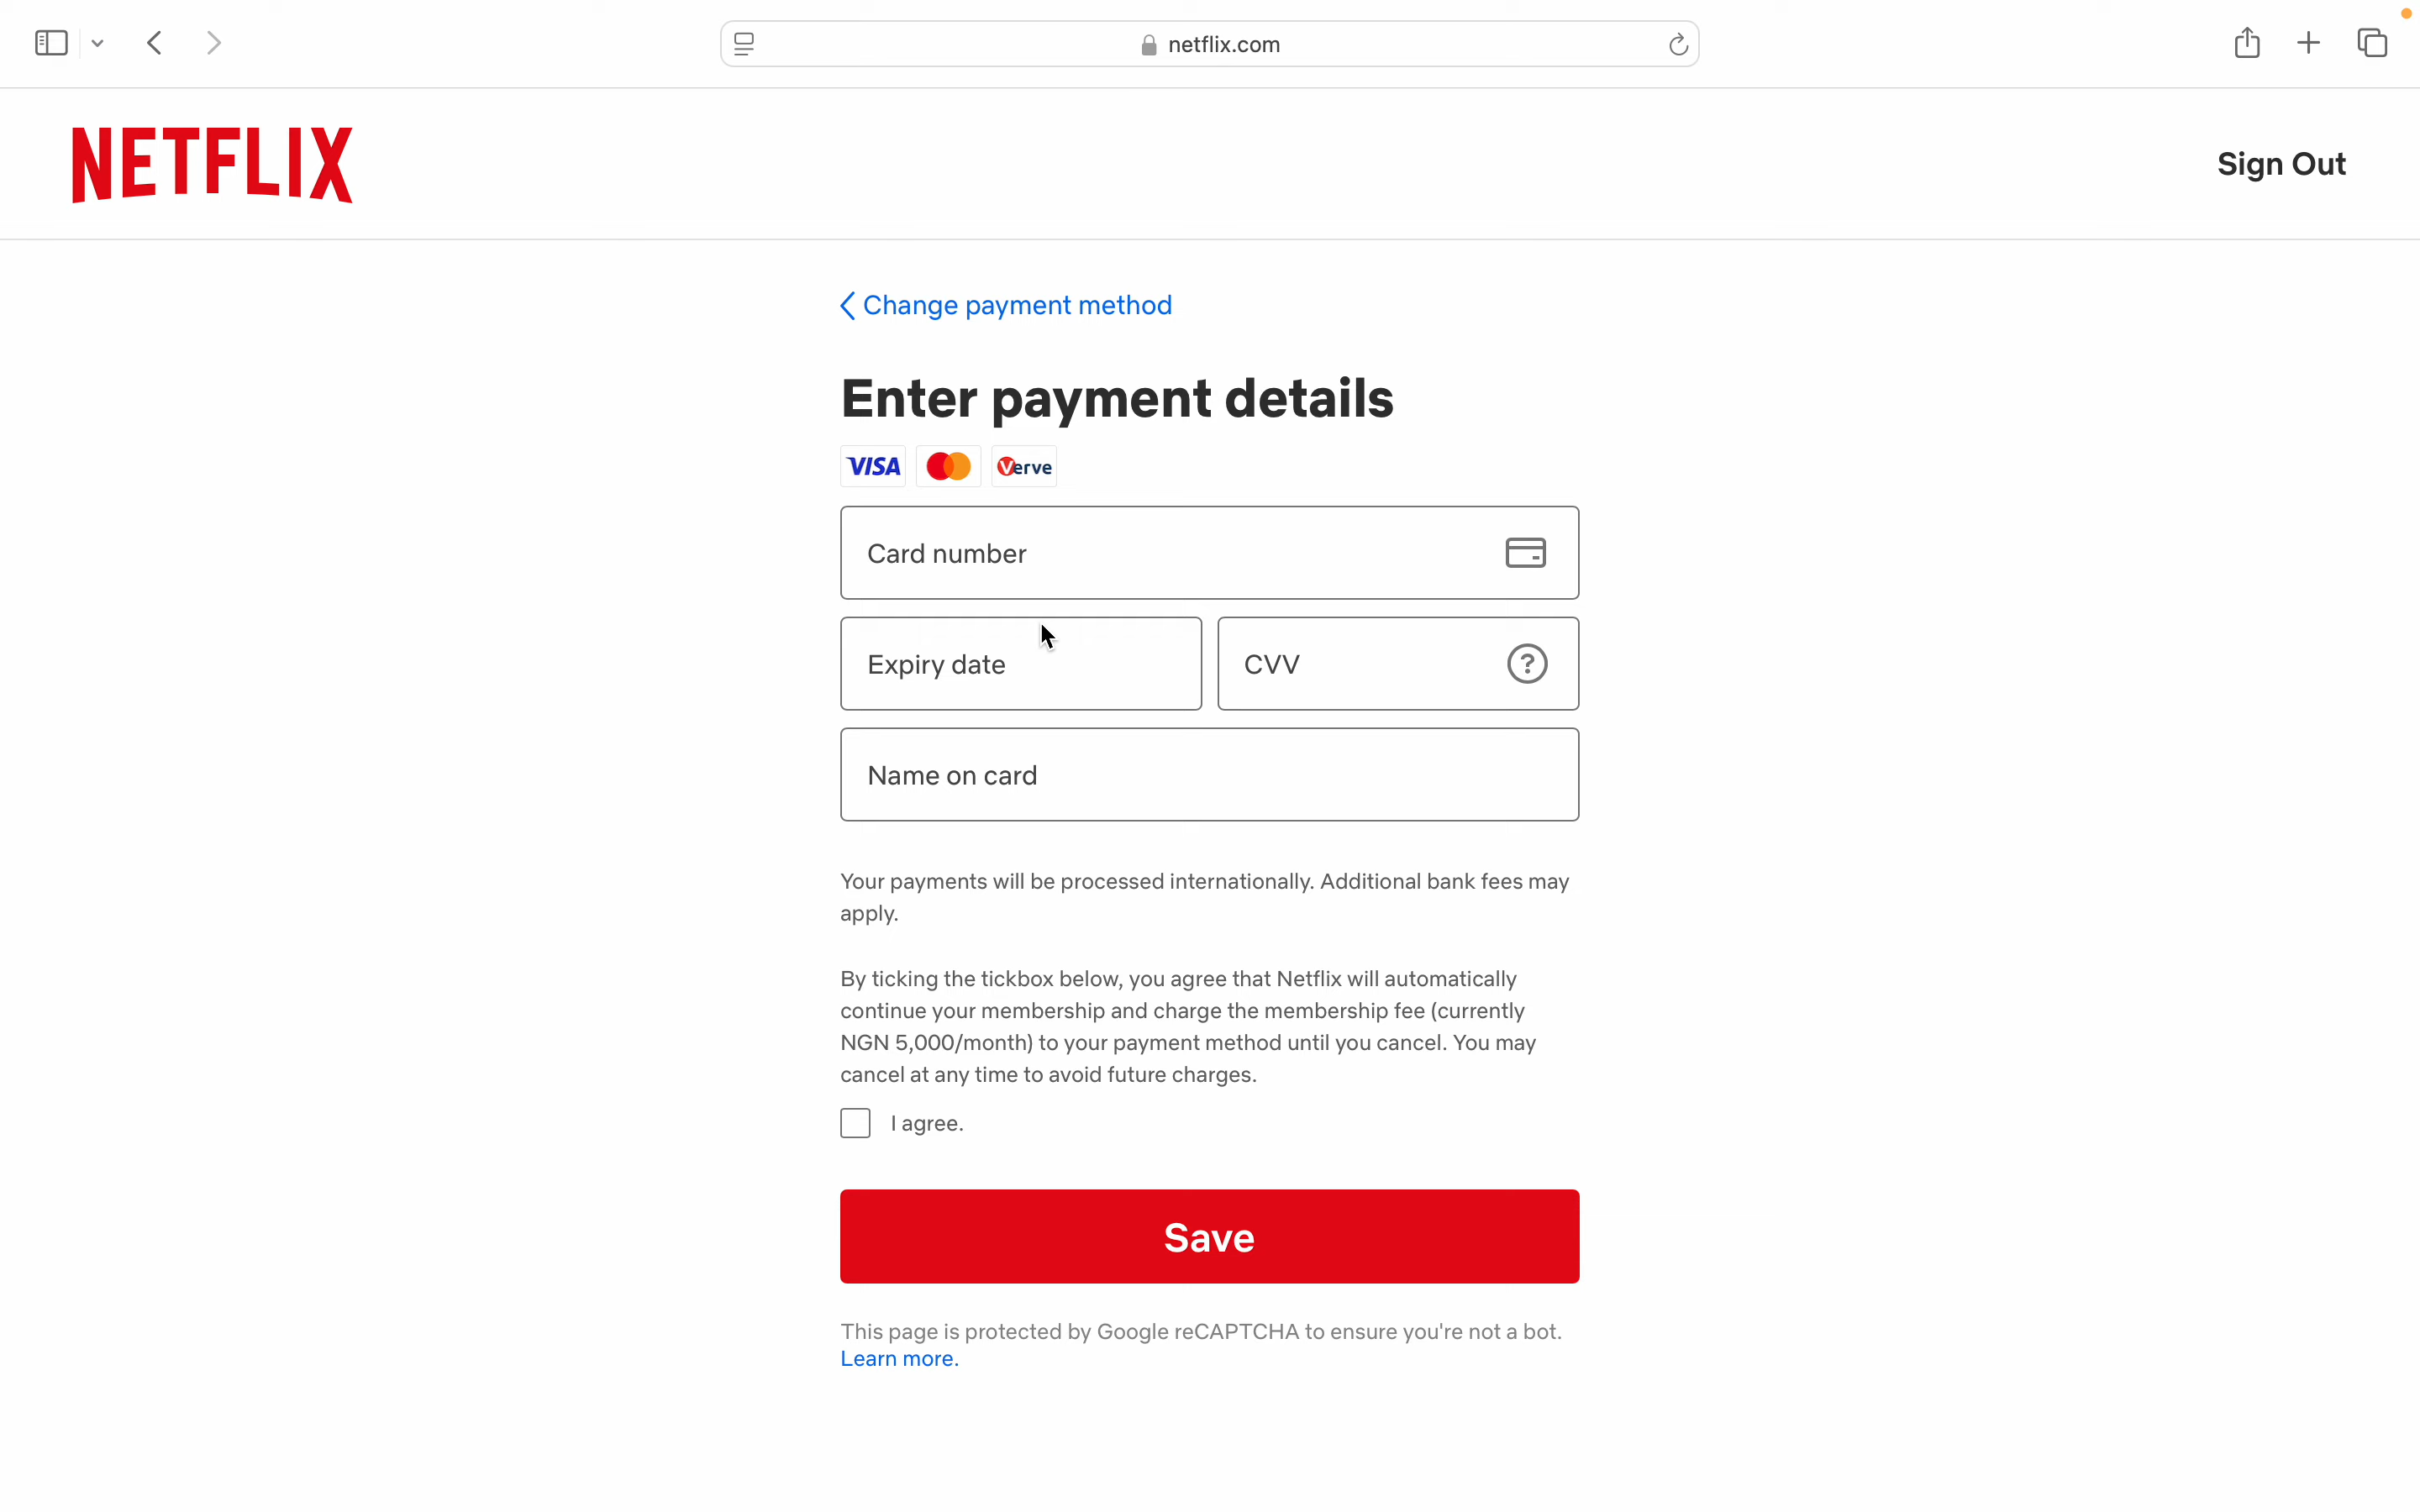 netflix.com
NETFLIX
Sign Out
Change payment method
Enter payment details
VISA Verve
Card number
Expiry date
CVV
Name on card
Your payments will be processed internationally. Additional bank fees may
apply.
By ticking the tickbox below, you agree that Netflix will automatically
continue your membership and charge the membership fee (currently
NGN 5,000/month) to your payment method until you cancel. You may
cancel at any time to avoid future charges.
I agree.
Save
This page is protected by Google reCAPTCHA to ensure you're not a bot.
Learn more.